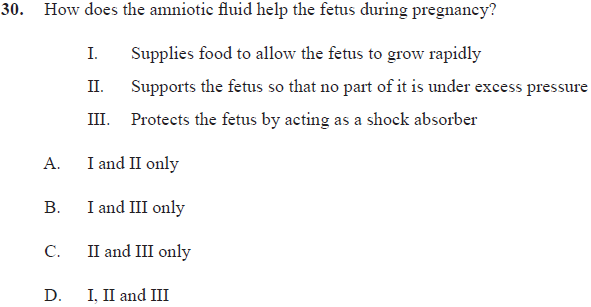 30. How does the amniotic fluid help the fetus during pregnancy?
I. Supplies food to allow the fetus to grow rapidly
II. Supports the fetus so that no part of it is under excess pressure
III. Protects the fetus by acting as a shock absorber
A. I and II only
B. I and III only
C. II and III only
D. I, II and III